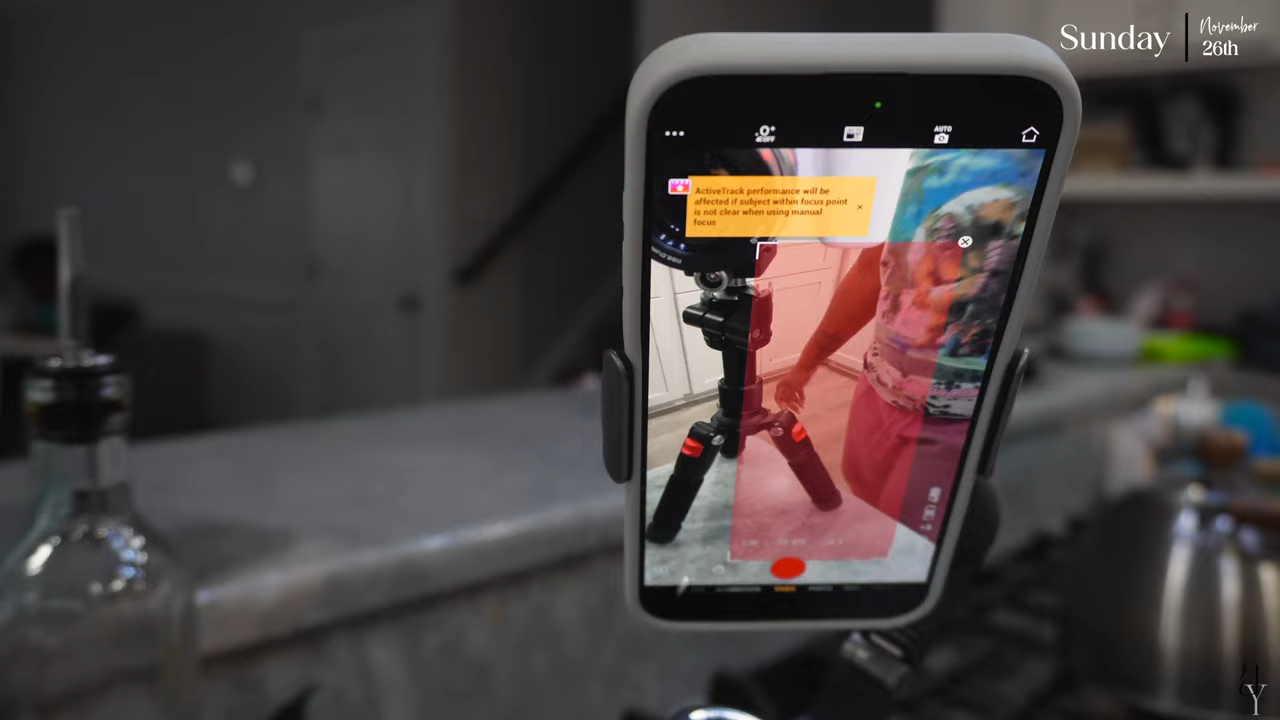 Sunday
November
26th
AUTO
ActiveTrack performance will be
affected if subject within focus point
is not clear when using manual
focus
VIDEO
Y